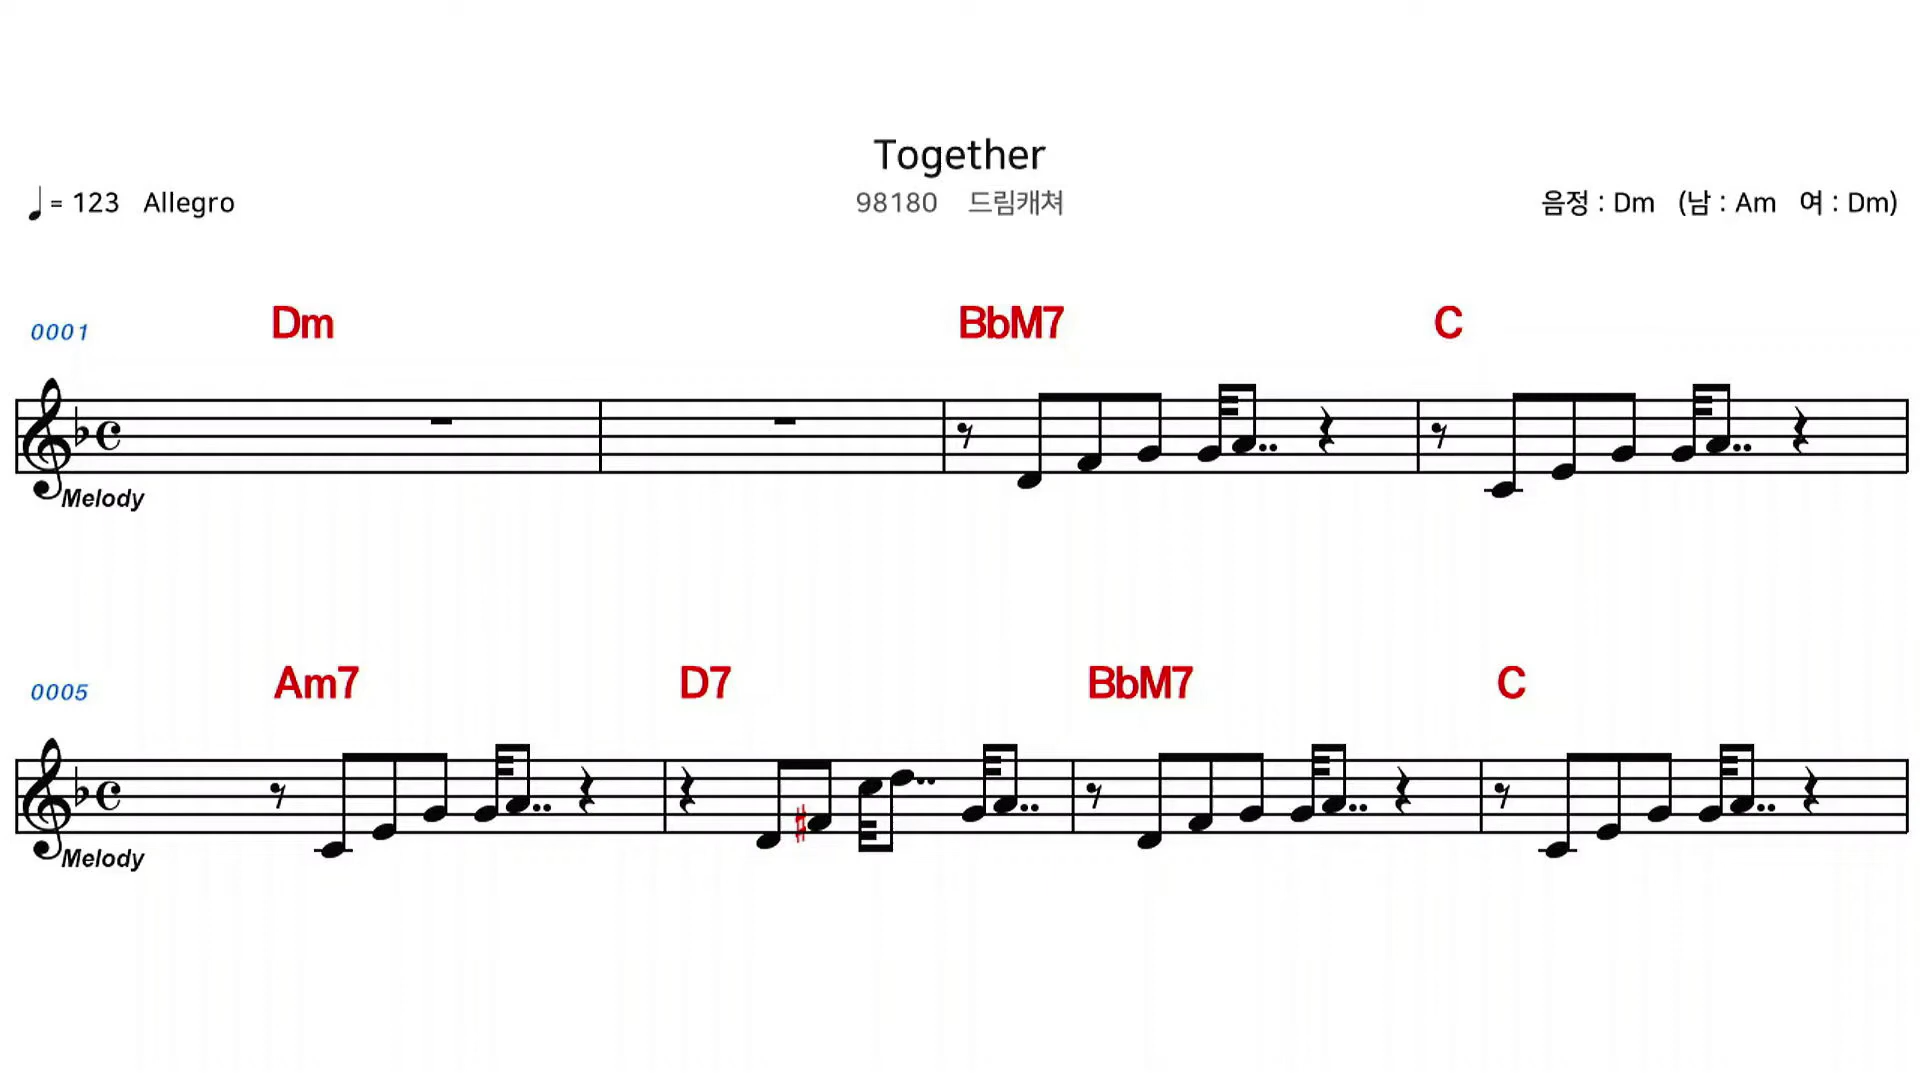 Together
= 123 Allegro
98180 드림캐쳐
음정 : Dm (남 : Am 여 : Dm)
0001 Dm BbM7 C
Melody
0005 Am7 D7 BbM7 C
Melody